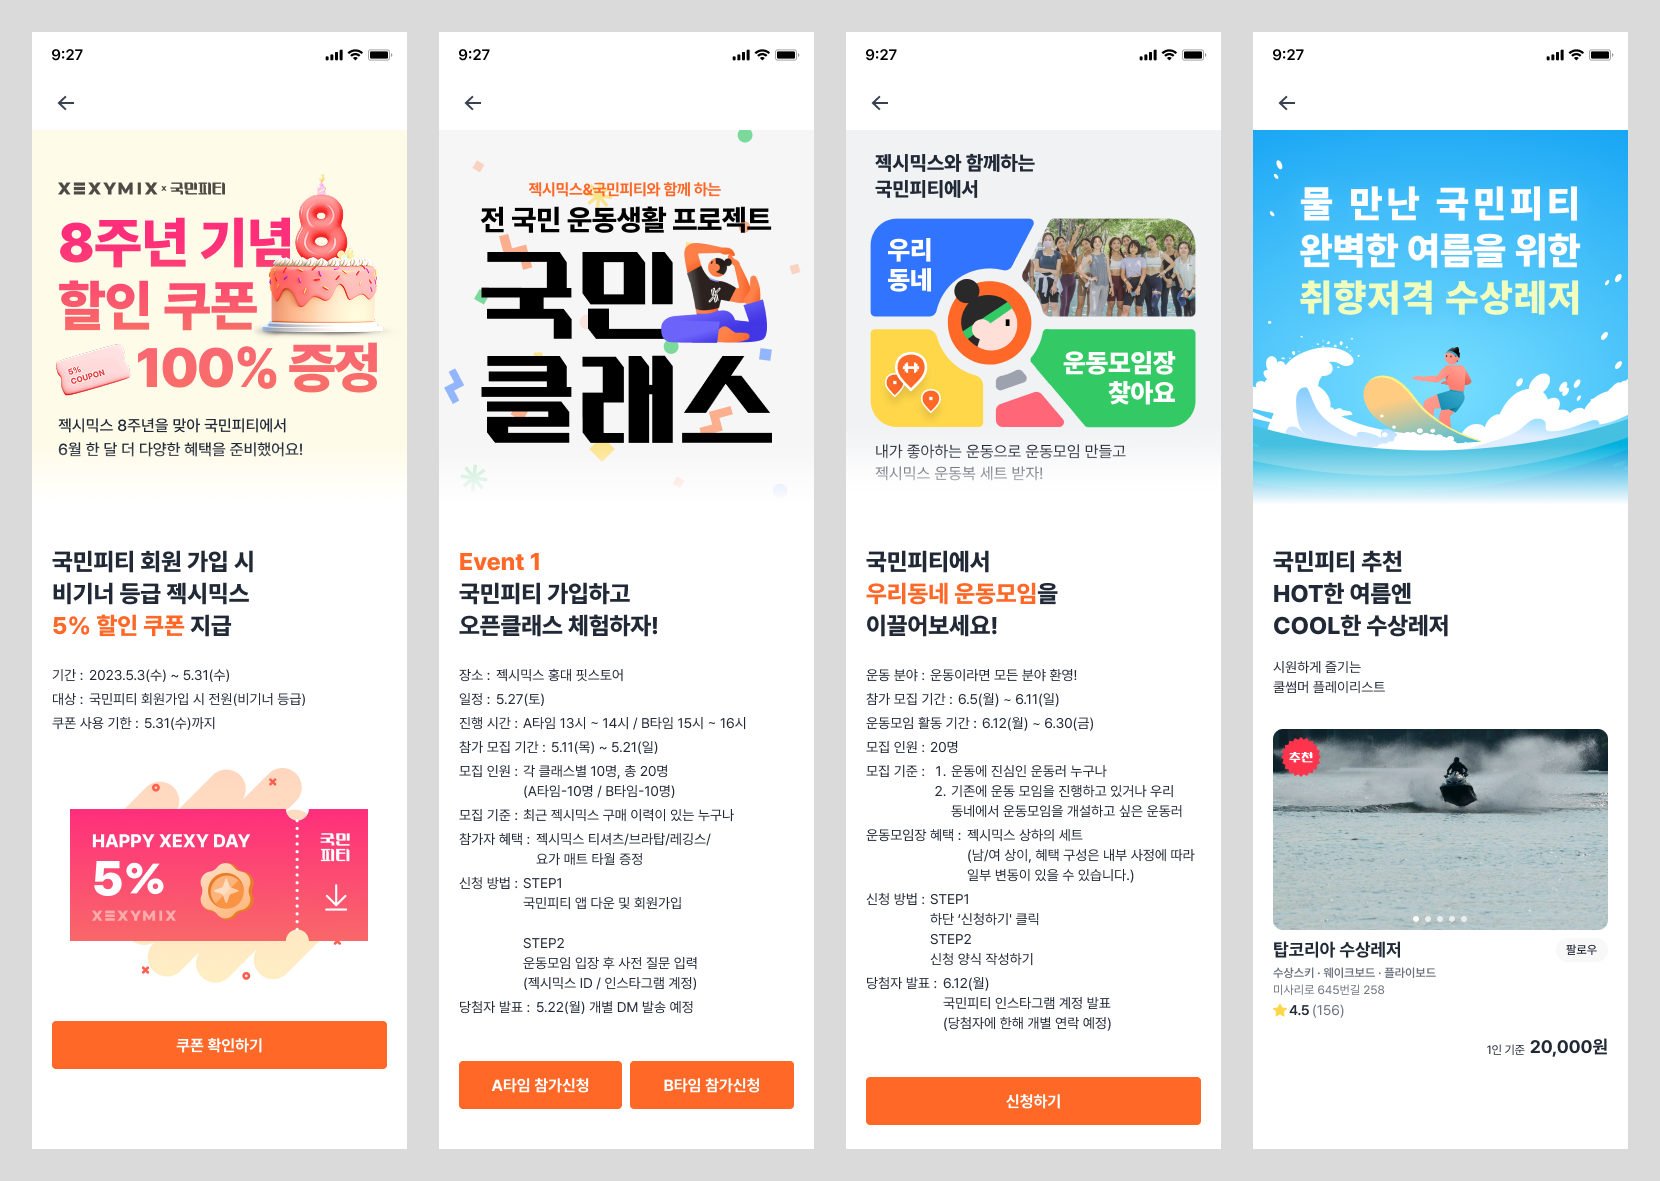 9:27
XEXYMIX x 국민피티
8주년 기념
할인 쿠폰
5%
COUPON
100% 증정
젝시믹스 8주년을 맞아 국민피티에서
6월 한 달 더 다양한 혜택을 준비했어요!
국민피티 회원 가입 시
비기너 등급 젝시믹스
5% 할인 쿠폰 지급
기간 : 2023.5.3(수) ~ 5.31(수)
대상 : 국민피티 회원가입 시 전원(비기너 등급)
쿠폰 사용 기한 : 5.31(수)까지
HAPPY XEXY DAY
5%
XEXYMIX
국민
피티
쿠폰 확인하기
9:27
젝시믹스&국민피티와 함께 하는
전 국민 운동생활 프로젝트
국민
클래스
Event 1
국민피티 가입하고
오픈클래스 체험하자!
장소 : 젝시믹스 홍대 핏스토어
일정 : 5.27(토)
진행 시간 : A타임 13시 ~ 14시 / B타임 15시 ~ 16시
참가 모집 기간 : 5.11(목) ~ 5.21(일)
모집 인원 : 각 클래스별 10명, 총 20명
(A타임-10명 / B타임-10명)
모집 기준 : 최근 젝시믹스 구매 이력이 있는 누구나
참가자 혜택 : 젝시믹스 티셔츠/브라탑/레깅스/
요가 매트 타월 증정
신청 방법 : STEP1
국민피티 앱 다운 및 회원가입
STEP2
운동모임 입장 후 사전 질문 입력
(젝시믹스 ID / 인스타그램 계정)
당첨자 발표 : 5.22(월) 개별 DM 발송 예정
A타임 참가신청
B타임 참가신청
9:27
젝시믹스와 함께하는
국민피티에서
우리
동네
운동모임장
찾아요
내가 좋아하는 운동으로 운동모임 만들고
젝시믹스 운동복 세트 받자!
국민피티에서
우리동네 운동모임을
이끌어보세요!
운동 분야 : 운동이라면 모든 분야 환영!
참가 모집 기간 : 6.5(월) ~ 6.11(일)
운동모임 활동 기간 : 6.12(월) ~ 6.30(금)
모집 인원 : 20명
모집 기준 : 1. 운동에 진심인 운동러 누구나
2. 기존에 운동 모임을 진행하고 있거나 우리
동네에서 운동모임을 개설하고 싶은 운동러
운동모임장 혜택 : 젝시믹스 상하의 세트
(남/여 상이, 혜택 구성은 내부 사정에 따라
일부 변동이 있을 수 있습니다.)
신청 방법 : STEP1
하단 ‘신청하기' 클릭
STEP2
신청 양식 작성하기
당첨자 발표 : 6.12(월)
국민피티 인스타그램 계정 발표
(당첨자에 한해 개별 연락 예정)
신청하기
9:27
물 만난 국민피티
완벽한 여름을 위한
취향저격 수상레저
국민피티 추천
HOT한 여름엔
COOL한 수상레저
시원하게 즐기는
쿨썸머 플레이리스트
추천
탑코리아 수상레저
팔로우
수상스키 · 웨이크보드 · 플라이보드
미사리로 645번길 258
4.5 (156)
1인 기준 20,000원